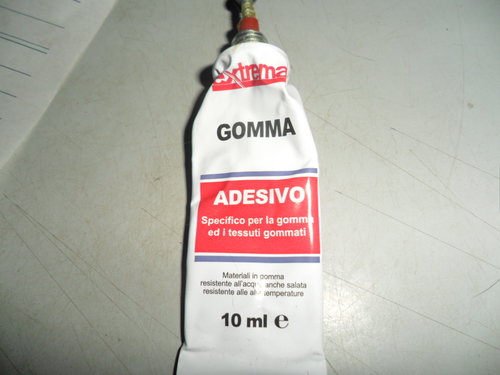 extrema
GOMMA
ADESIVO
Specifico per la gomma
ed i tessuti gommati
Materiali in gomma
resistente all'acqua anche salata
resistente alle alte temperature
10 ml ℮